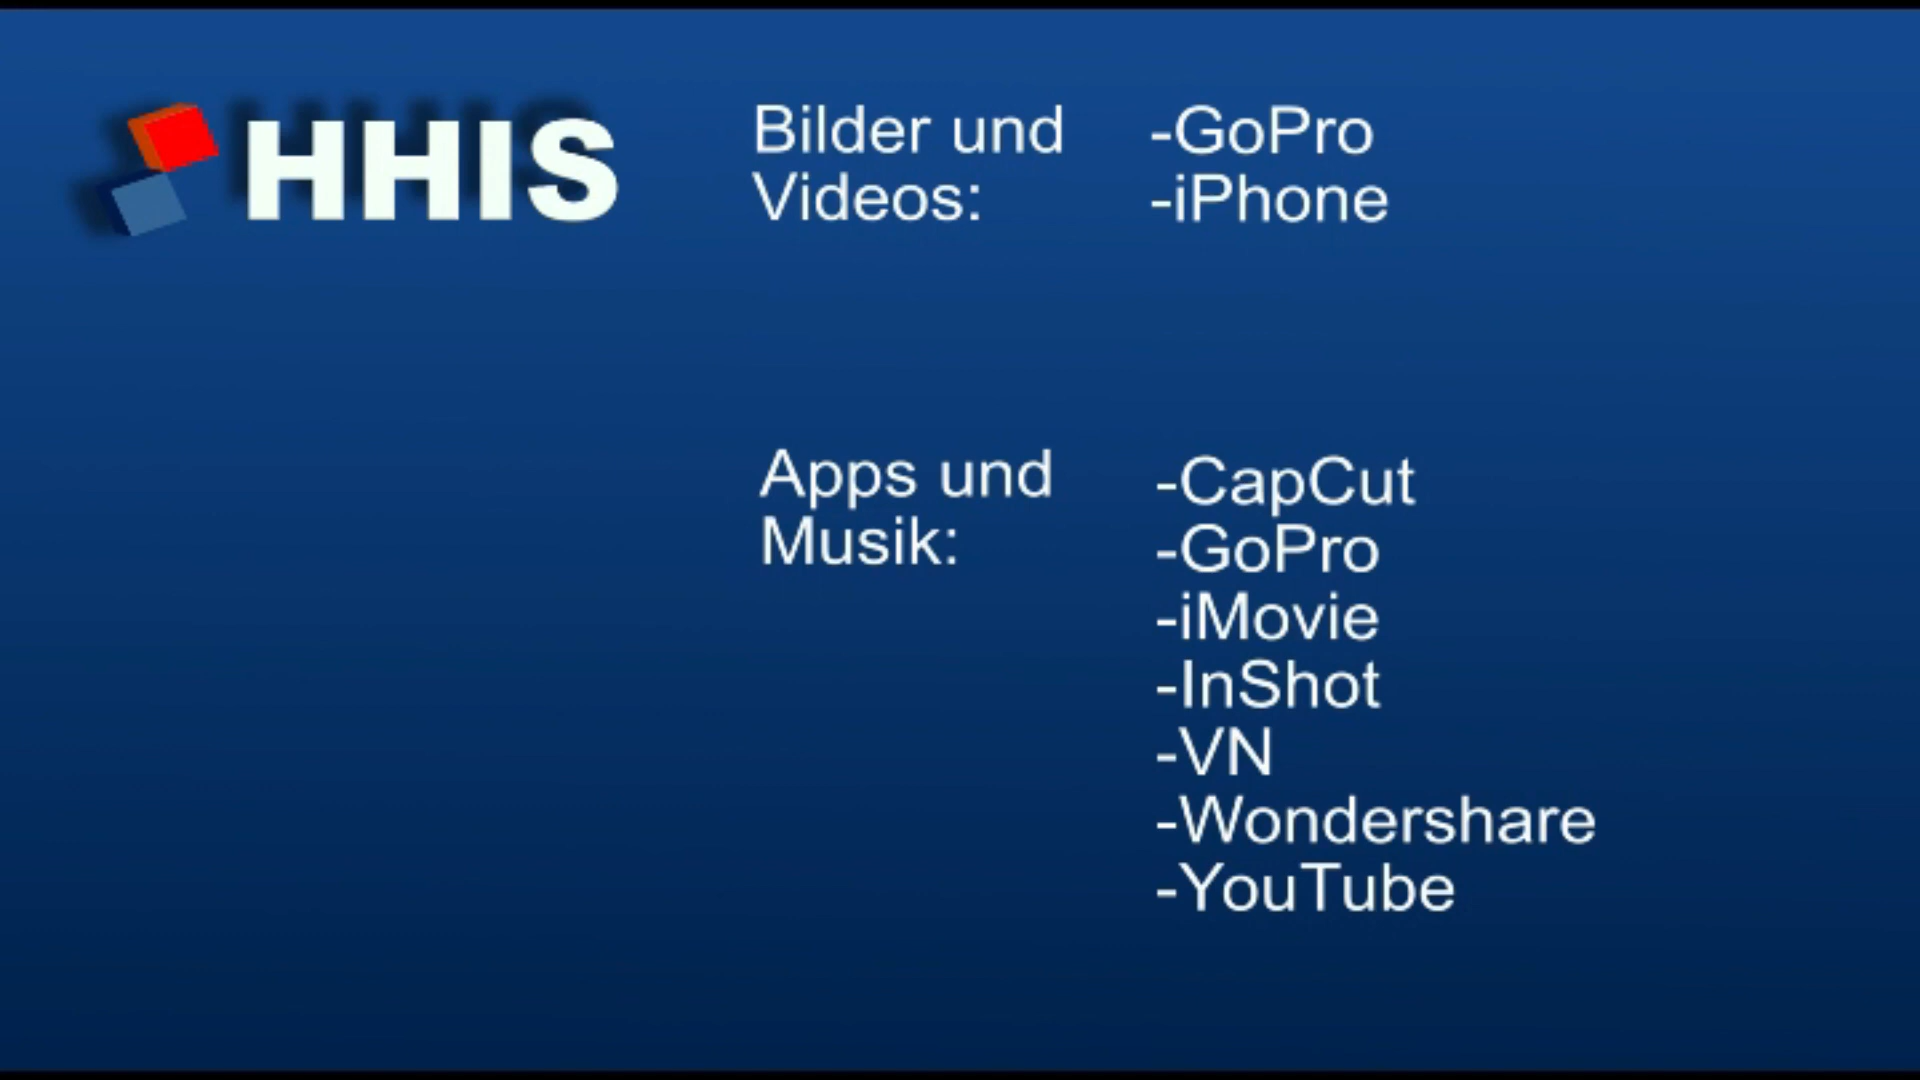 HHIS
Bilder und
Videos:
-GoPro
-iPhone
Apps und
Musik:
-CapCut
-GoPro
-iMovie
-InShot
-VN
-Wondershare
-YouTube